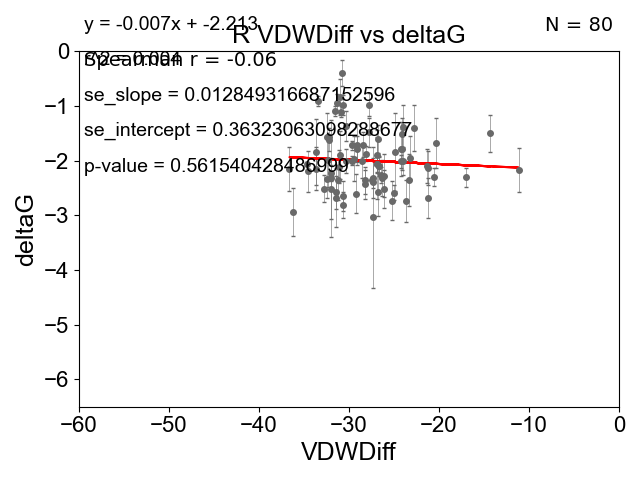 y = -0.007x + -2.213
N = 80
R VDWDiff vs deltaG
Spearman r = -0.06
se_slope = 0.012849316687152596
se_intercept = 0.36323063098288677
p-value = 0.561540428486999
deltaG
0
−1
−2
−3
−4
−5
−6
−60
−50
−40
−30
−20
−10
0
VDWDiff